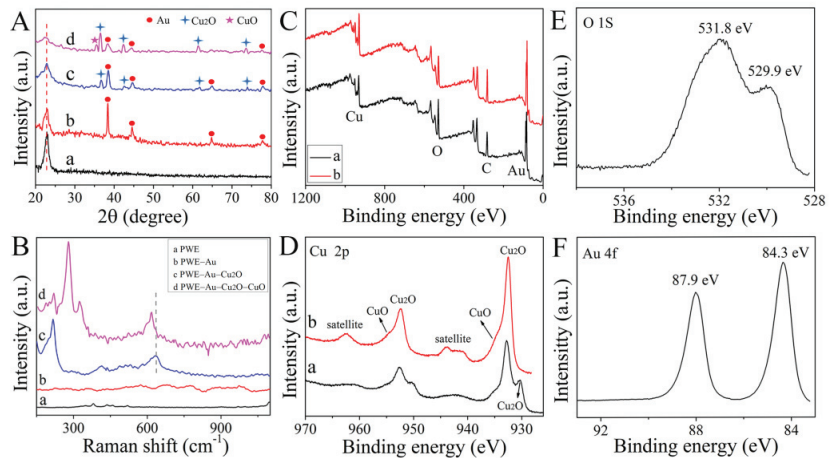 A
Au
Cu2O
CuO
d
c
b
a
Intensity (a.u.)
20 30 40 50 60 70 80
2θ (degree)
C
Cu
O
C
Au
a
b
Intensity (a.u.)
1200 800 400 0
Binding energy (eV)
E
O 1S
531.8 eV
529.9 eV
Intensity(a.u.)
536 532 528
Binding energy (eV)
B
a PWE
b PWE-Au
c PWE-Au-Cu2O
d PWE-Au-Cu2O-CuO
d
c
b
a
Intensity (a.u.)
150 300 450 600 750 900
Raman shift (cm-1)
D
Cu 2p
Cu2O
Cu2O
CuO
CuO
satellite
satellite
b
a
Cu2O
Intensity (a.u.)
970 960 950 940 930
Binding energy (eV)
F
Au 4f
87.9 eV
84.3 eV
Intensitty (a.u.)
92 88 84
Binding energy (eV)